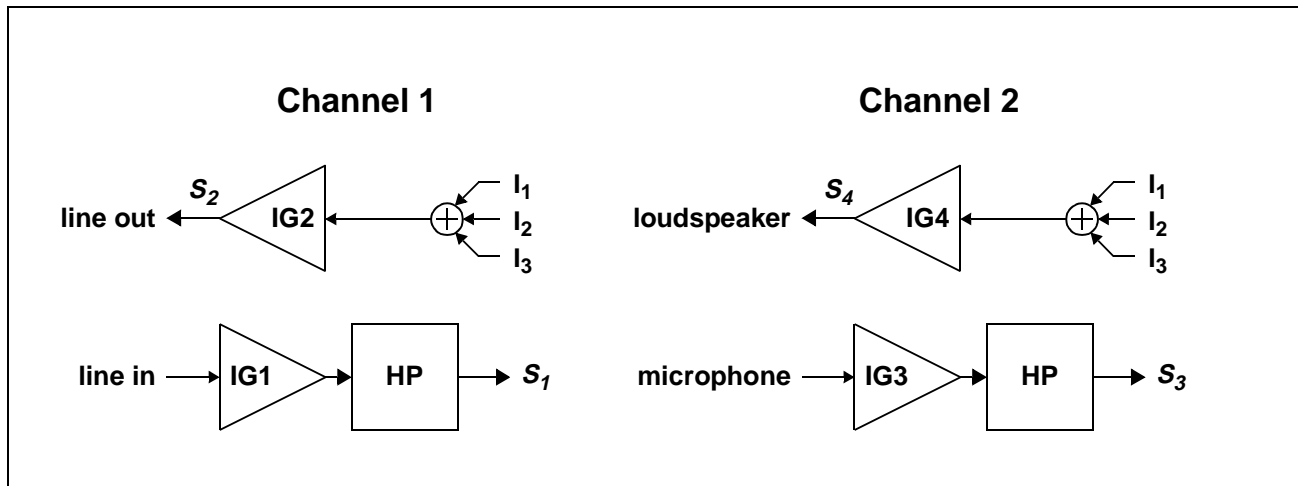 Channel 1 Channel 2
S2 I1 S4 I1
line out IG2 I2 loudspeaker IG4 I2
I3 I3
line in IG1 HP S1 microphone IG3 HP S3